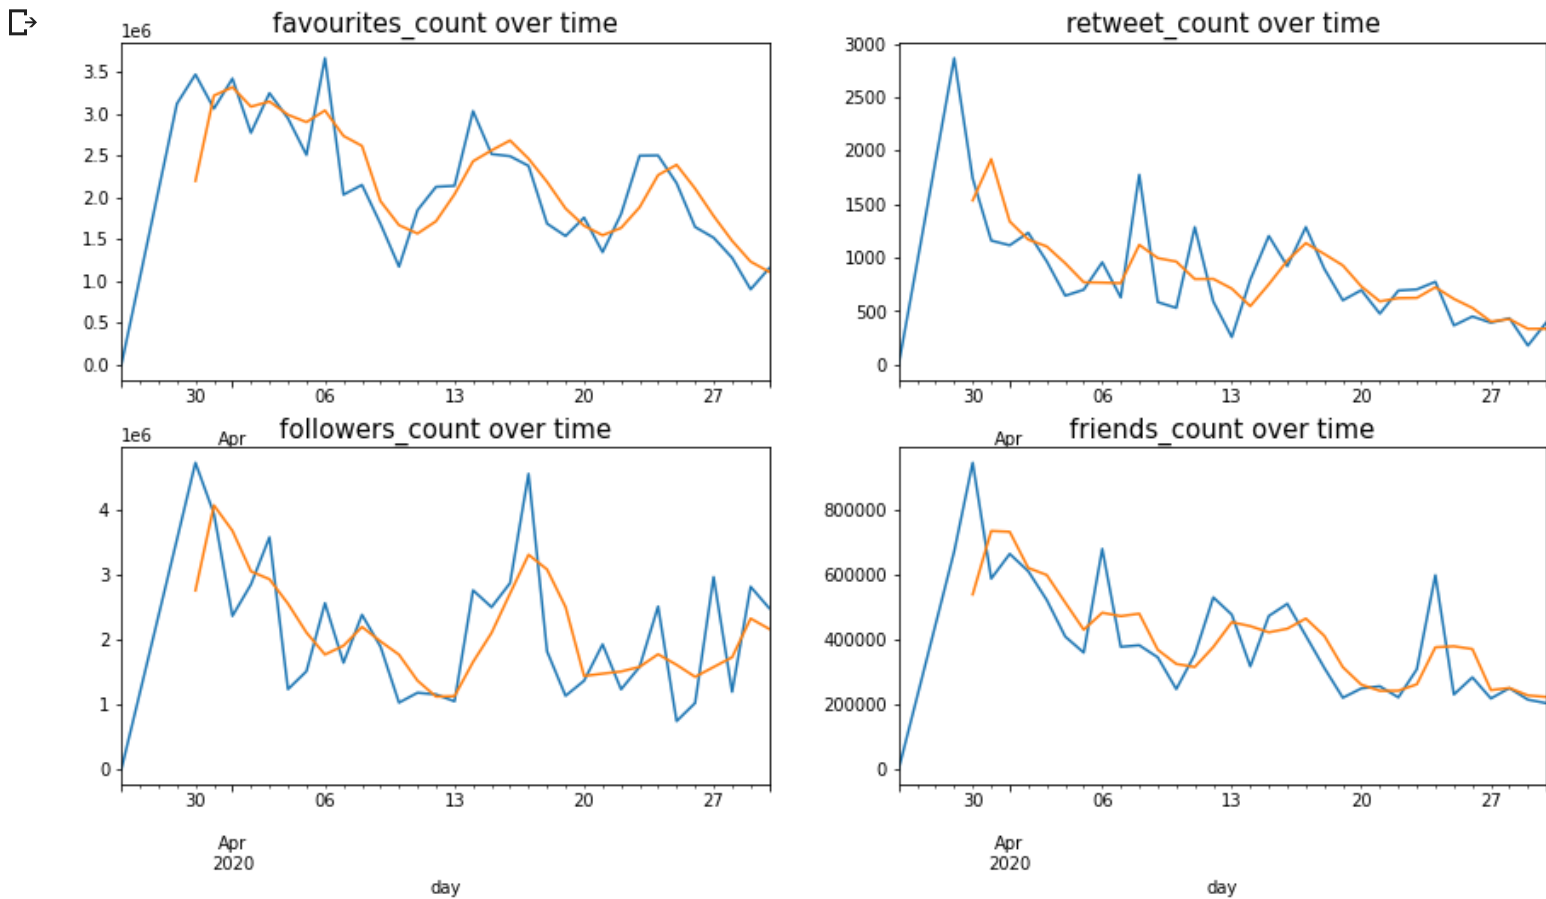 favourites_count over time
1e6
3.5
3.0
2.5
2.0
1.5
1.0
0.5
0.0
30 06 13 20 27
Apr
retweet_count over time
3000
2500
2000
1500
1000
500
0
30 06 13 20 27
Apr
followers_count over time
1e6
4
3
2
1
0
30 06 13 20 27
Apr
2020
day
friends_count over time
800000
600000
400000
200000
0
30 06 13 20 27
Apr
2020
day